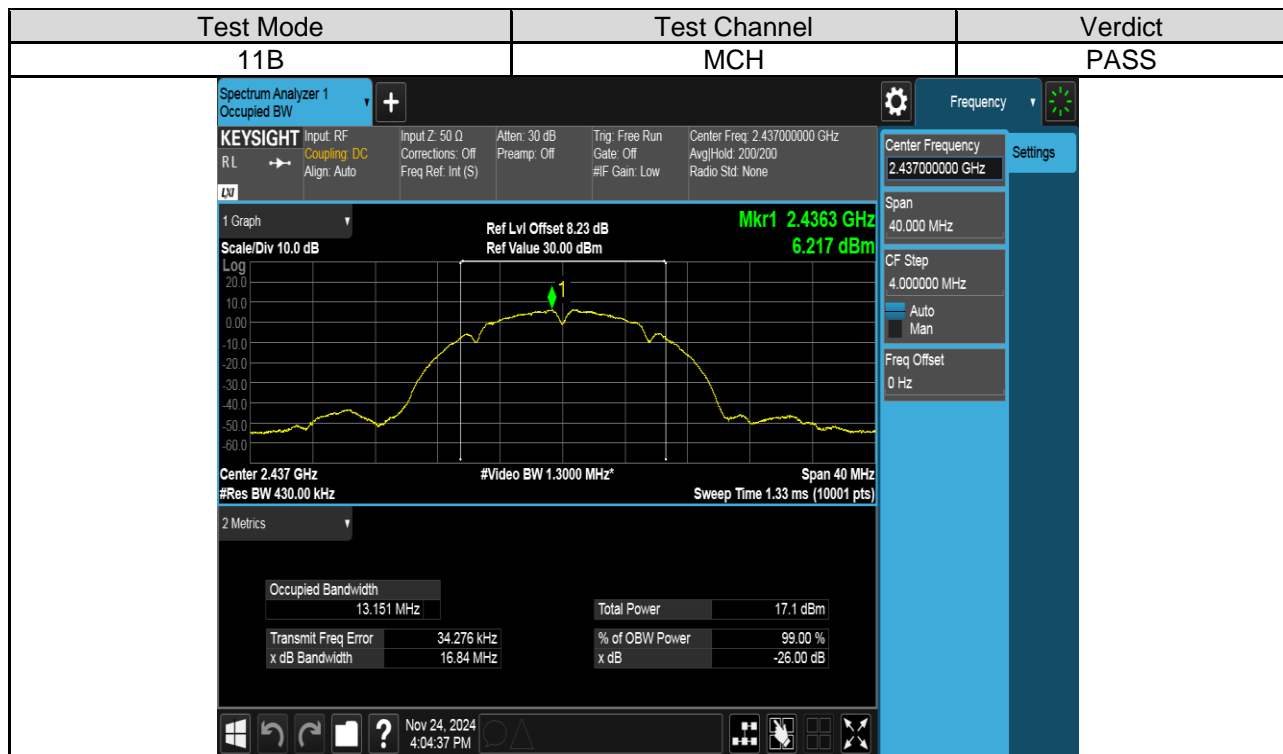 Test Mode Test Channel Verdict
11B MCH PASS
Spectrum Analyzer 1
Occupied BW
+
Frequency
KEYSIGHT Input: RF Input Z: 50 Ω Atten: 30 dB Trig: Free Run Center Freq: 2.437000000 GHz
RL Coupling: DC Corrections: Off Preamp: Off Gate: Off Avg|Hold: 200/200
Align: Auto Freq Ref: Int (S) #IF Gain: Low Radio Std: None
LXI
Center Frequency
2.437000000 GHz
Settings
Span
40.000 MHz
CF Step
4.000000 MHz
Auto
Man
Freq Offset
0 Hz
1 Graph Ref Lvl Offset 8.23 dB Mkr1 2.4363 GHz
Scale/Div 10.0 dB Ref Value 30.00 dBm 6.217 dBm
Log
20.0
10.0
0.00
-10.0
-20.0
-30.0
-40.0
-50.0
-60.0
1
Center 2.437 GHz #Video BW 1.3000 MHz* Span 40 MHz
#Res BW 430.00 kHz Sweep Time 1.33 ms (10001 pts)
2 Metrics
Occupied Bandwidth
13.151 MHz Total Power 17.1 dBm
Transmit Freq Error 34.276 kHz % of OBW Power 99.00 %
x dB Bandwidth 16.84 MHz x dB -26.00 dB
? Nov 24, 2024
4:04:37 PM